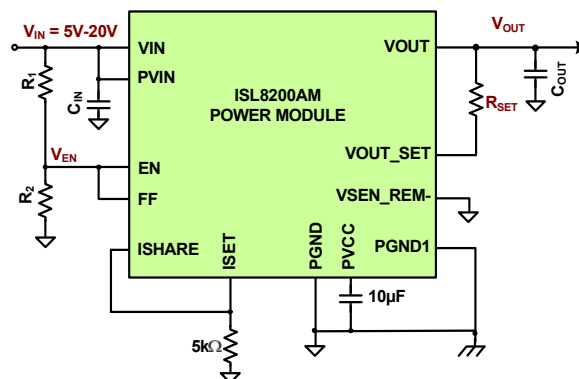 VIN = 5V-20V
VOUT
VIN
VOUT
PVIN
R1
CIN
COUT
ISL8200AM
POWER MODULE
RSET
VOUT_SET
VEN
EN
FF
R2
VSEN_REM-
ISHARE
ISET
PGND
PVCC
PGND1
10µF
5kΩ